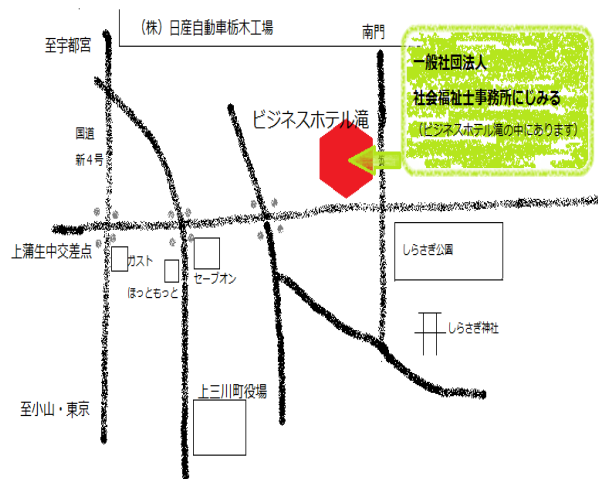 （株）日産自動車栃木工場
南門
至宇都宮
一般社団法人
社会福祉士事務所にじみる
（ビジネスホテル滝の中にあります）
ビジネスホテル滝
国道
新４号
上蒲生中交差点
ガスト
セーブオン
ほっともっと
しらさぎ公園
しらさぎ神社
上三川町役場
至小山・東京